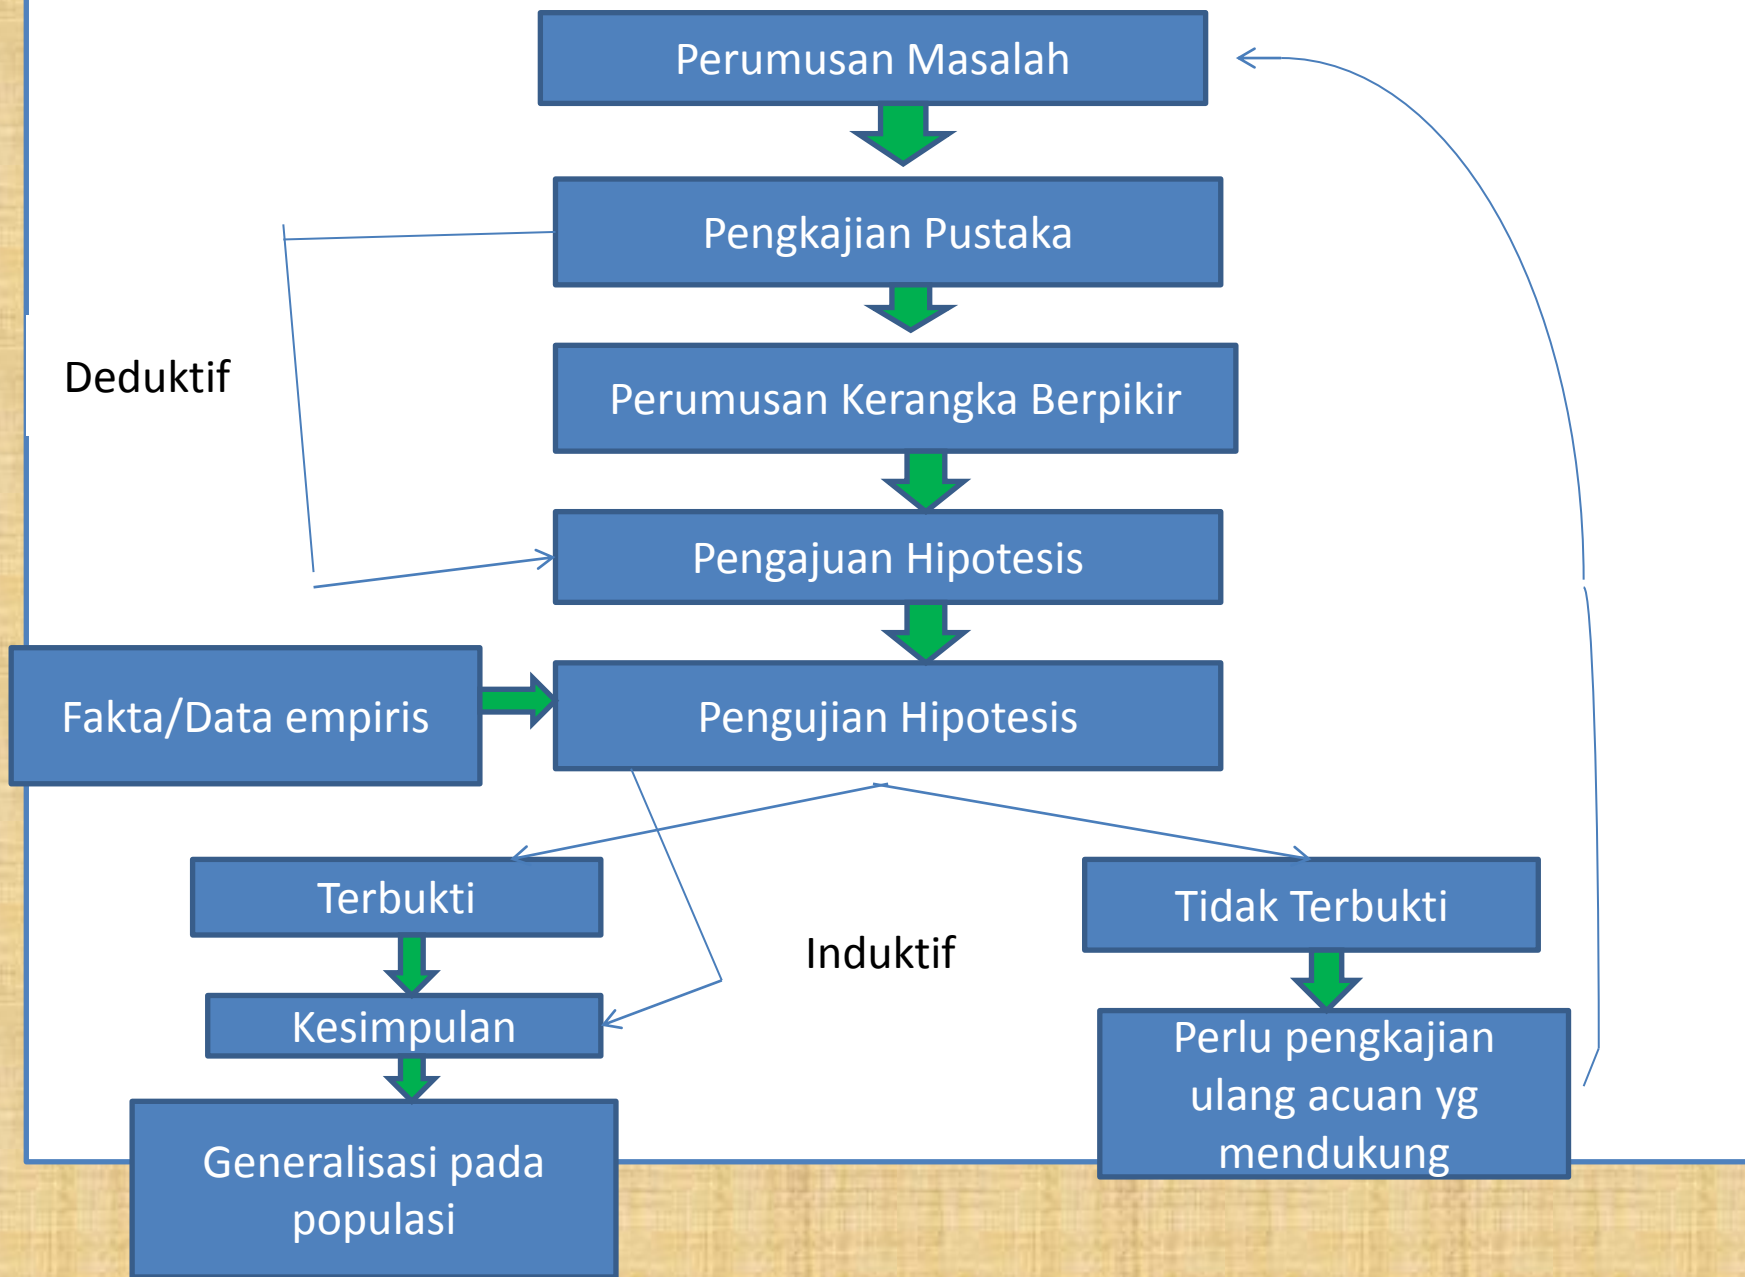 Perumusan Masalah
Pengkajian Pustaka
Deduktif
Perumusan Kerangka Berpikir
Pengajuan Hipotesis
Fakta/Data empiris
Pengujian Hipotesis
Terbukti
Tidak Terbukti
Induktif
Kesimpulan
Perlu pengkajian
ulang acuan yg
mendukung
Generalisasi pada
populasi